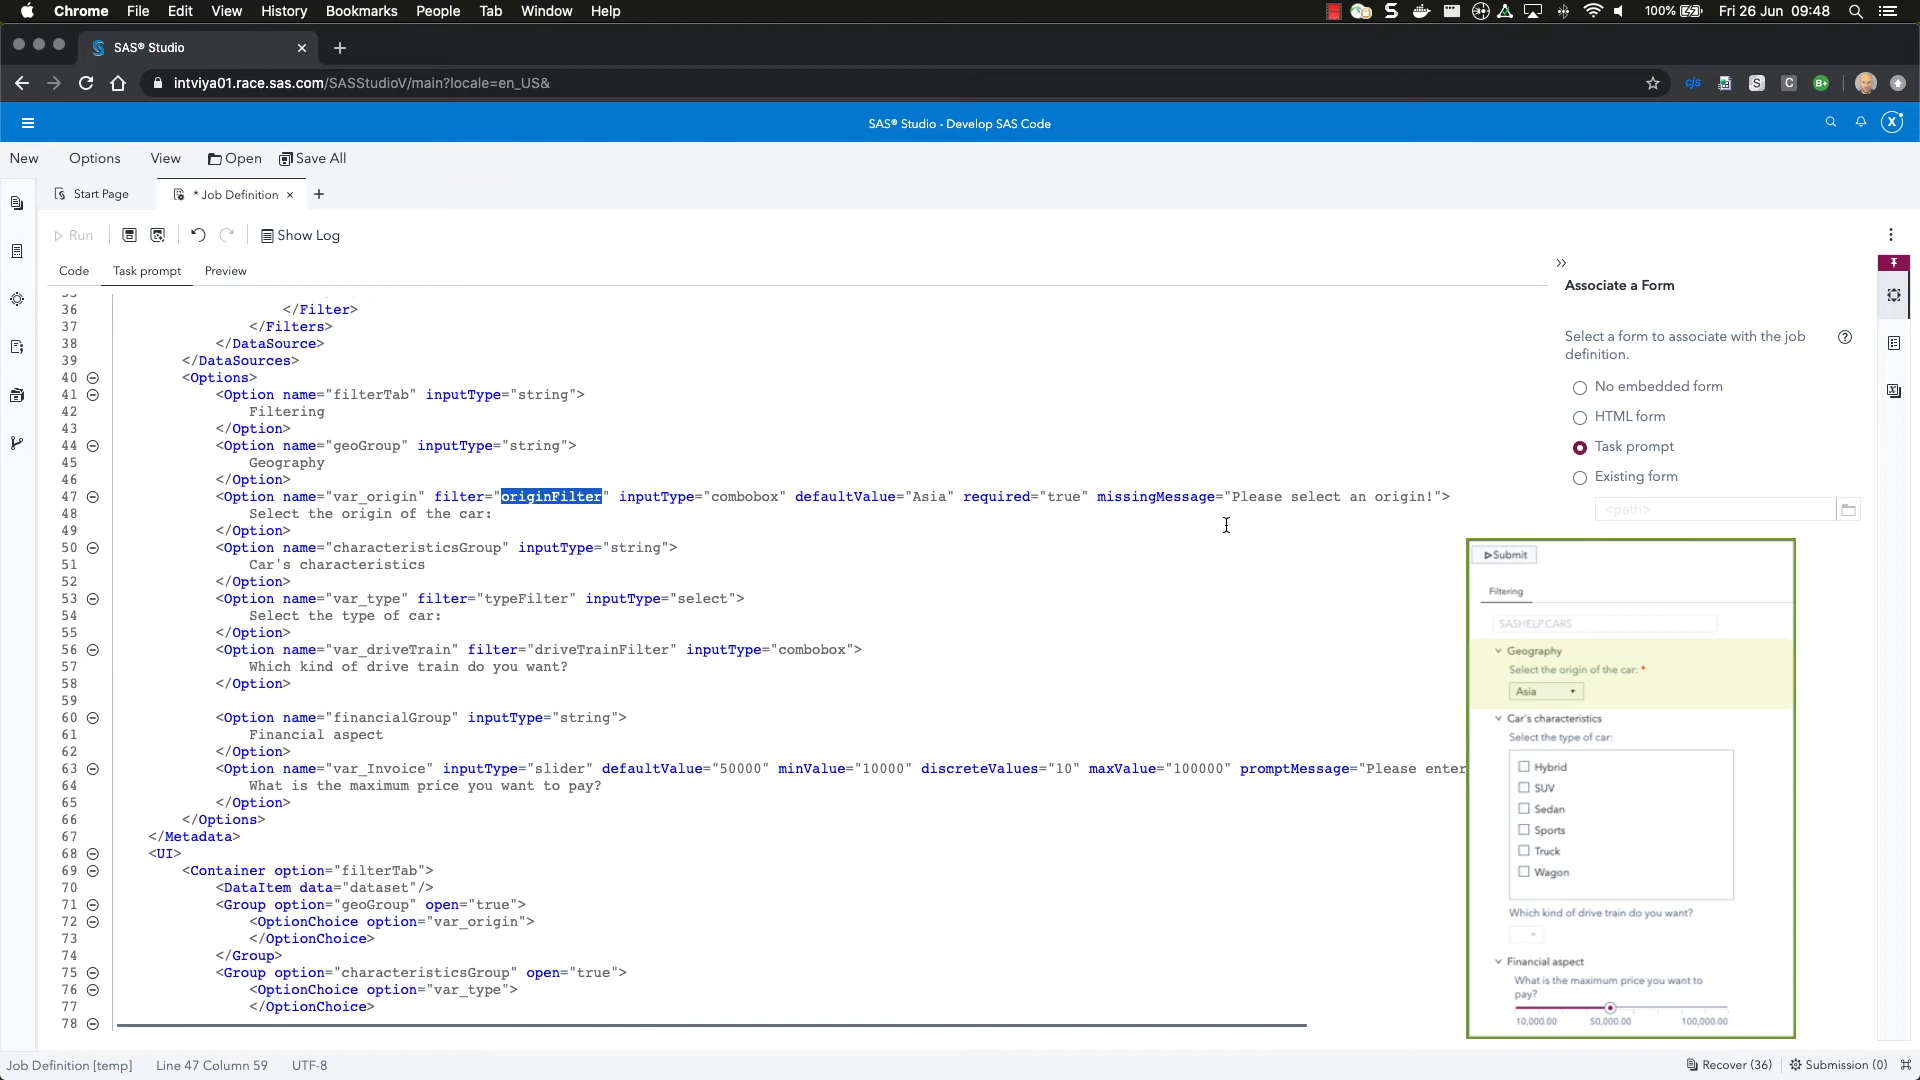 Chrome File Edit View History Bookmarks People Tab Window Help 100% Fri 26 Jun 09:48
SAS® Studio
intviya01.race.sas.com/SASStudioV/main?locale=en_US&
SAS® Studio - Develop SAS Code
New Options View Open Save All
Start Page * Job Definition
Run Show Log
Code Task prompt Preview
36 </Filter>
37 </Filters>
38 </DataSource>
39 </DataSources>
40 <Options>
41 <Option name="filterTab" inputType="string">
42 Filtering
43 </Option>
44 <Option name="geoGroup" inputType="string">
45 Geography
46 </Option>
47 <Option name="var_origin" filter="originFilter" inputType="combobox" defaultValue="Asia" required="true" missingMessage="Please select an origin!">
48 Select the origin of the car:
49 </Option>
50 <Option name="characteristicsGroup" inputType="string">
51 Car's characteristics
52 </Option>
53 <Option name="var_type" filter="typeFilter" inputType="select">
54 Select the type of car:
55 </Option>
56 <Option name="var_driveTrain" filter="driveTrainFilter" inputType="combobox">
57 Which kind of drive train do you want?
58 </Option>
59
60 <Option name="financialGroup" inputType="string">
61 Financial aspect
62 </Option>
63 <Option name="var_Invoice" inputType="slider" defaultValue="50000" minValue="10000" discreteValues="10" maxValue="100000" promptMessage="Please enter
64 What is the maximum price you want to pay?
65 </Option>
66 </Options>
67 </Metadata>
68 <UI>
69 <Container option="filterTab">
70 <DataItem data="dataset"/>
71 <Group option="geoGroup" open="true">
72 <OptionChoice option="var_origin">
73 </OptionChoice>
74 </Group>
75 <Group option="characteristicsGroup" open="true">
76 <OptionChoice option="var_type">
77 </OptionChoice>
78
Associate a Form
Select a form to associate with the job
definition.
No embedded form
HTML form
Task prompt
Existing form
<path>
Submit
Filtering
SASHELP.CARS
Geography
Select the origin of the car: *
Asia
Car's characteristics
Select the type of car:
Hybrid
SUV
Sedan
Sports
Truck
Wagon
Which kind of drive train do you want?
Financial aspect
What is the maximum price you want to
pay?
10,000.00 50,000.00 100,000.00
Job Definition [temp] Line 47 Column 59 UTF-8 Recover (36) Submission (0)